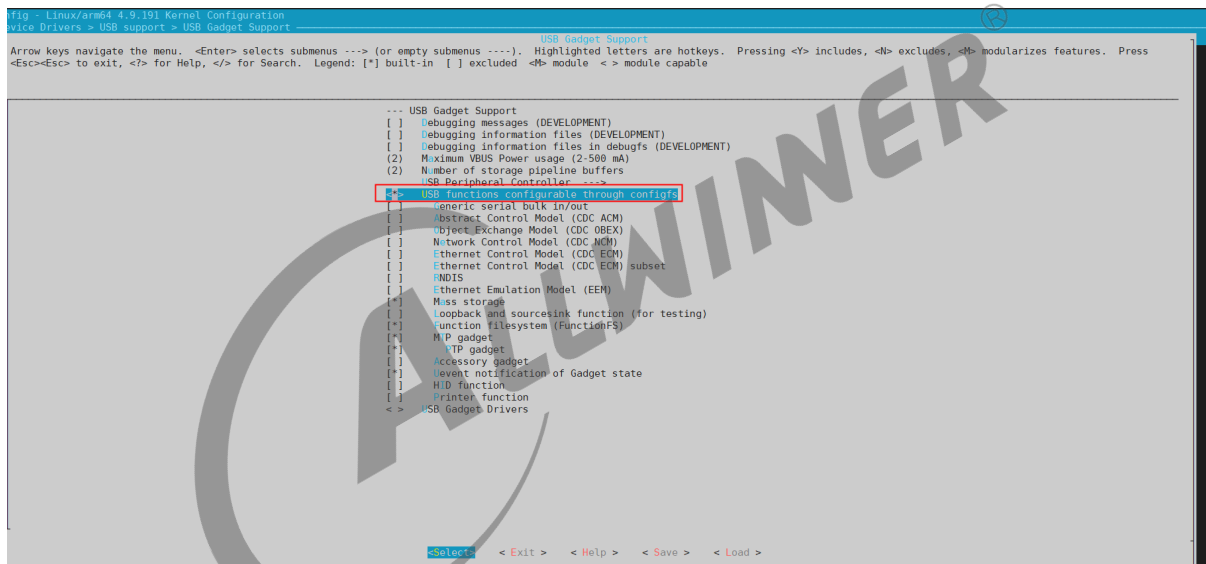 nfig - Linux/arm64 4.9.191 Kernel Configuration
evice Drivers > USB support > USB Gadget Support
USB Gadget Support
Arrow keys navigate the menu. <Enter> selects submenus ---> (or empty submenus ----). Highlighted letters are hotkeys. Pressing <Y> includes, <N> excludes, <M> modularizes features. Press
<Esc><Esc> to exit, <?> for Help, </> for Search. Legend: [*] built-in [ ] excluded <M> module < > module capable
--- USB Gadget Support
[ ] Debugging messages (DEVELOPMENT)
[ ] Debugging information files (DEVELOPMENT)
[ ] Debugging information files in debugfs (DEVELOPMENT)
(2) Maximum VBUS Power usage (2-500 mA)
(2) Number of storage pipeline buffers
USB Peripheral Controller --->
<*> USB functions configurable through configfs
[ ] Generic serial bulk in/out
[ ] Abstract Control Model (CDC ACM)
[ ] Object Exchange Model (CDC OBEX)
[ ] Network Control Model (CDC NCM)
[ ] Ethernet Control Model (CDC ECM)
[ ] Ethernet Control Model (CDC ECM) subset
[ ] RNDIS
[ ] Ethernet Emulation Model (EEM)
[*] Mass storage
[ ] Loopback and sourcesink function (for testing)
[*] Function filesystem (FunctionFS)
[*] MTP gadget
[*] PTP gadget
[ ] Accessory gadget
[*] Uevent notification of Gadget state
[ ] HID function
[ ] Printer function
< > USB Gadget Drivers
<Select> < Exit > < Help > < Save > < Load >
ALLWINNER ®